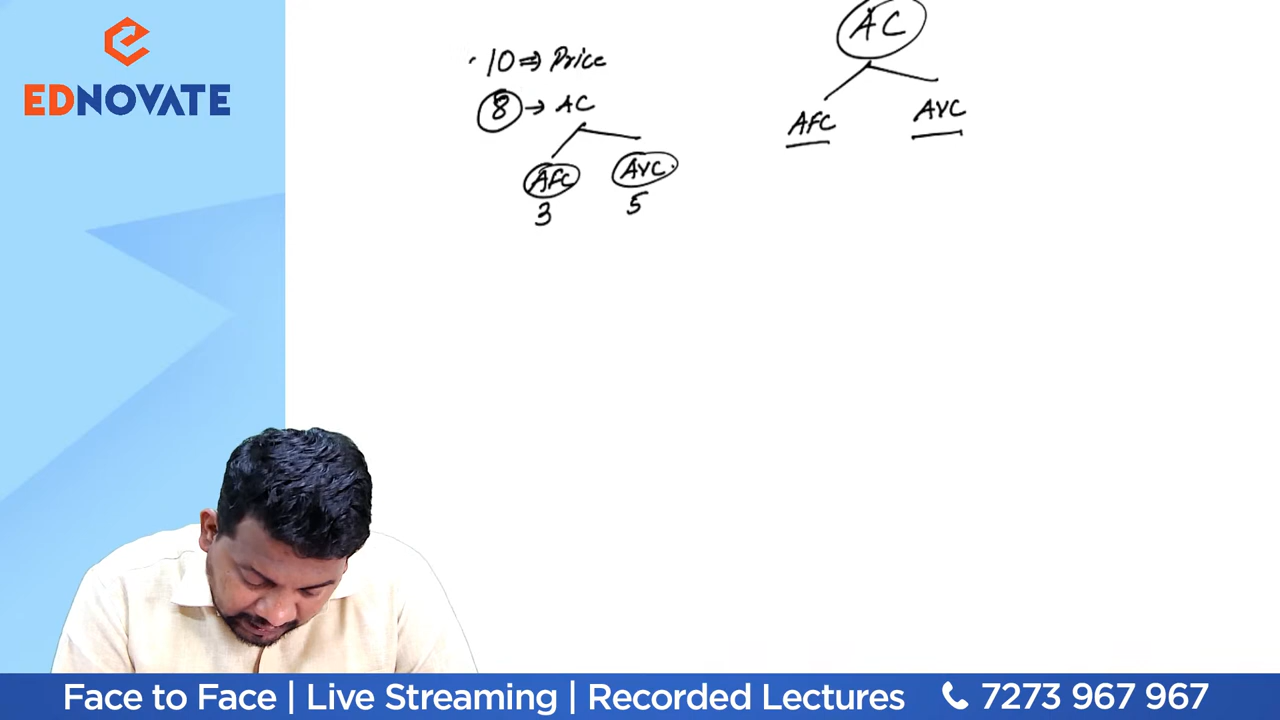 EDNOVATE
10 ⇒ Price
8 → AC
AFC AVC
3 5
AC
AFC AVC
Face to Face | Live Streaming | Recorded Lectures 7273 967 967